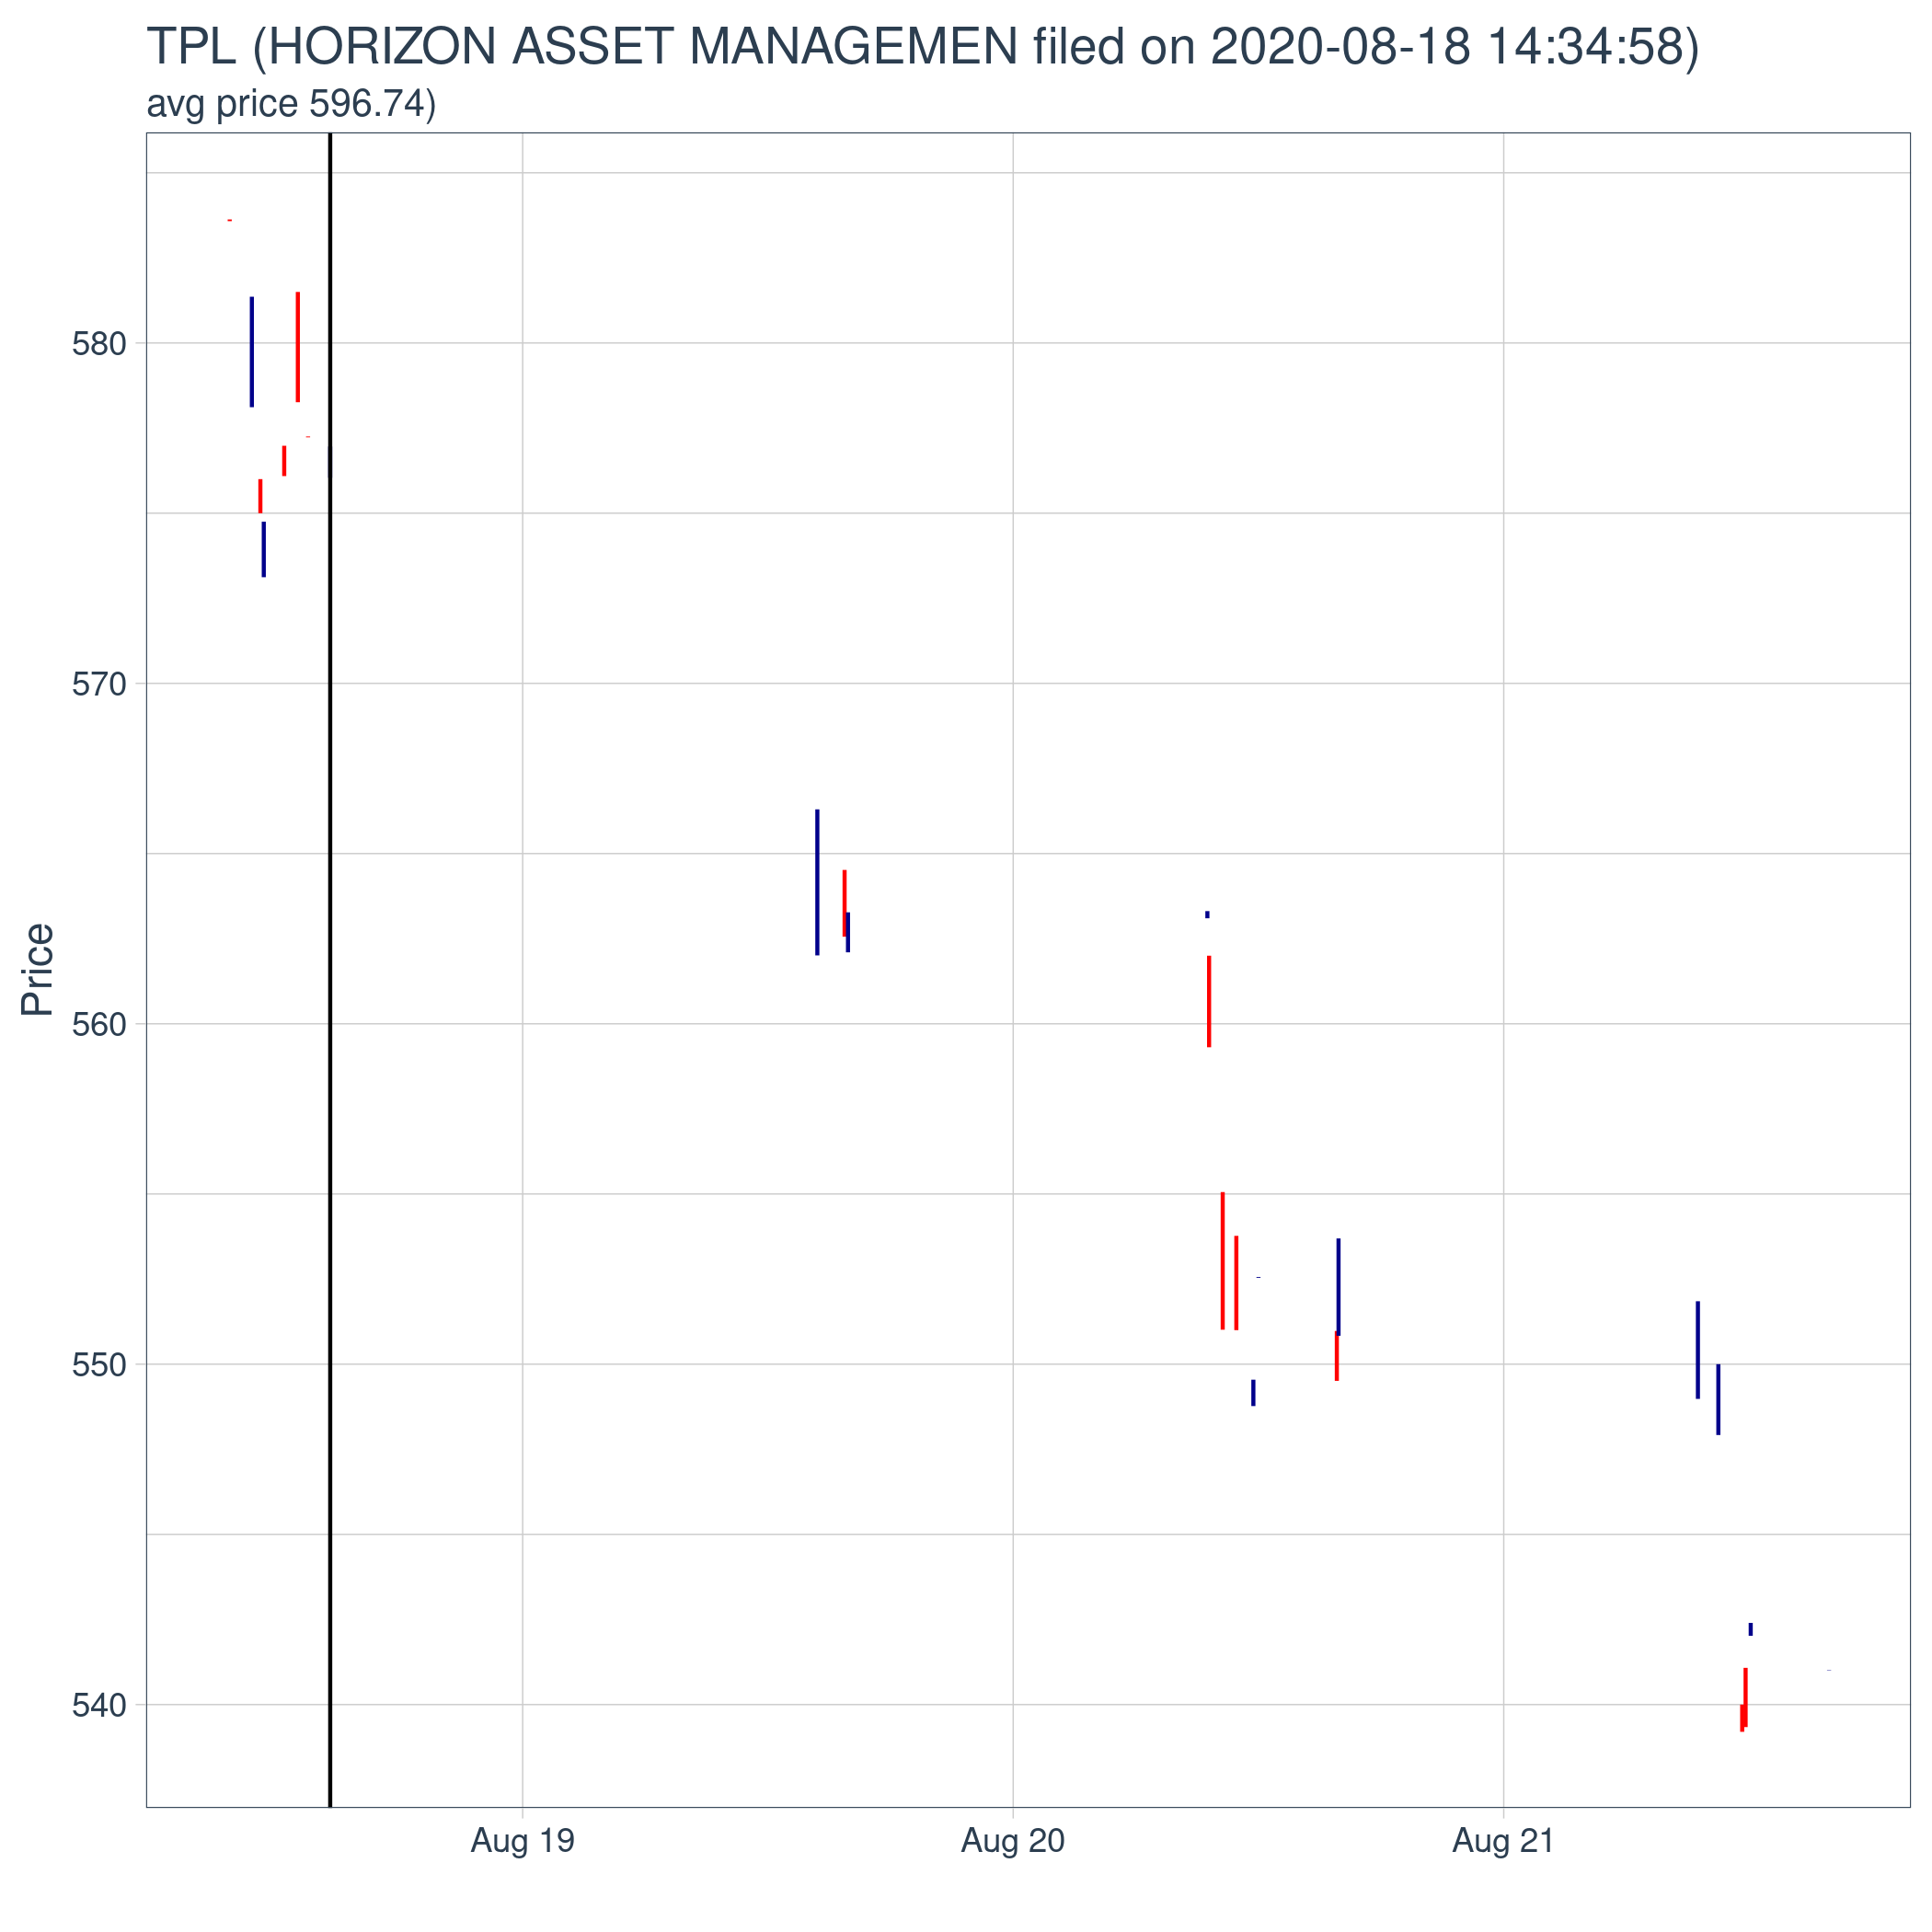 TPL (HORIZON ASSET MANAGEMEN filed on 2020-08-18 14:34:58)
avg price 596.74)
580
570
Price
560
550
540
Aug 19 Aug 20 Aug 21